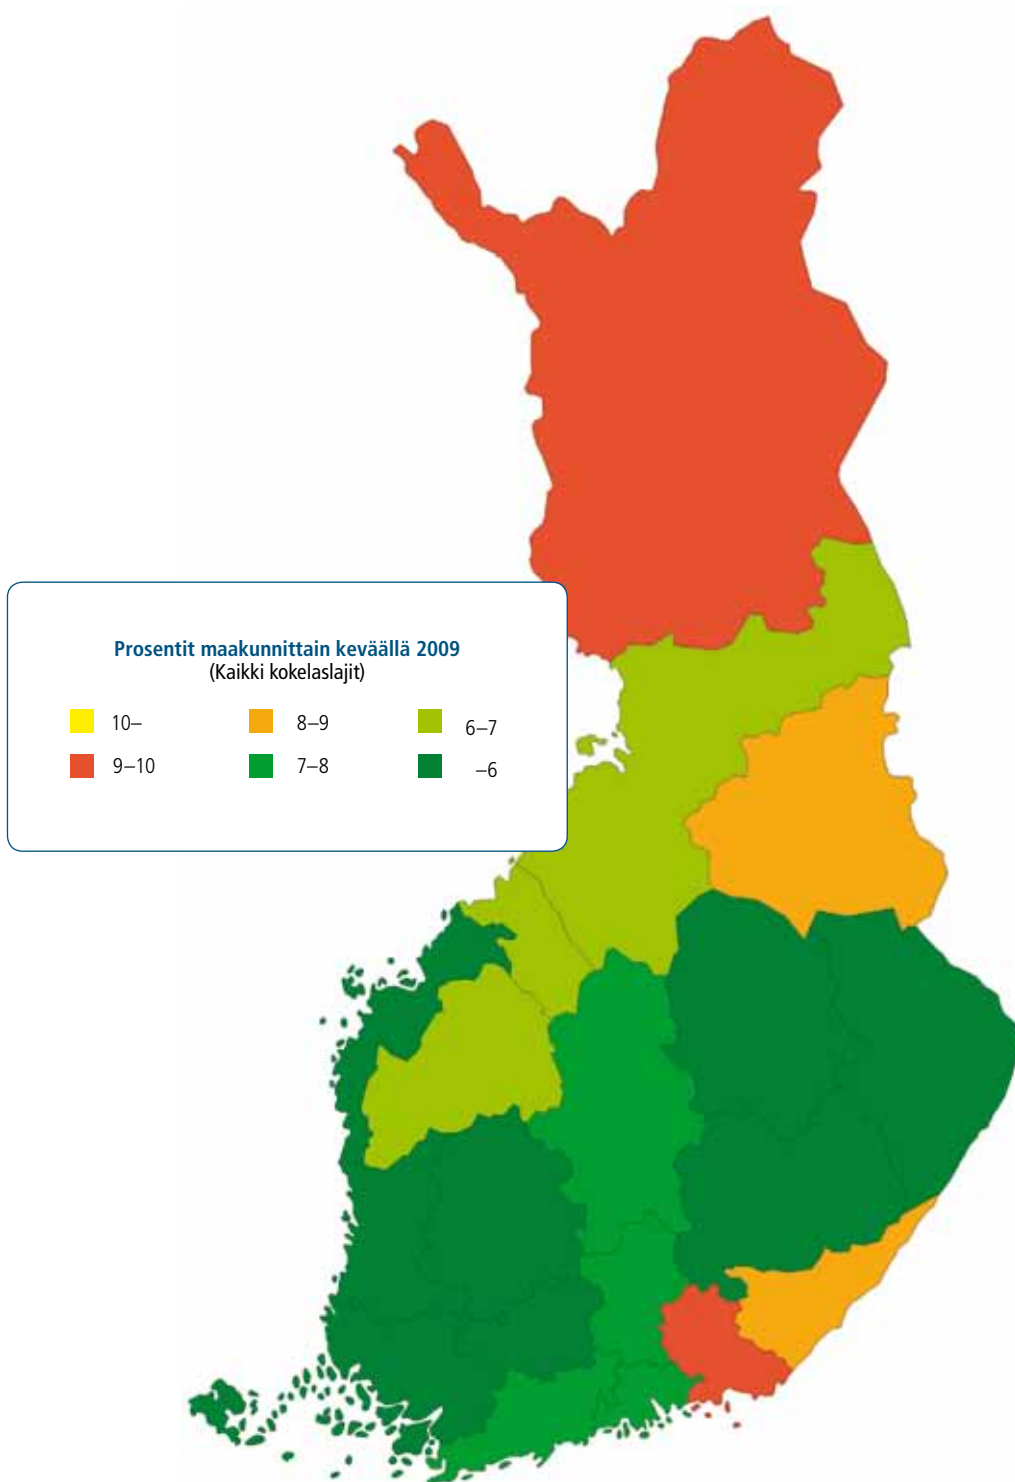 Prosentit maakunnittain keväällä 2009
(Kaikki kokelaslajit)
10– 8–9 6–7
9–10 7–8 –6